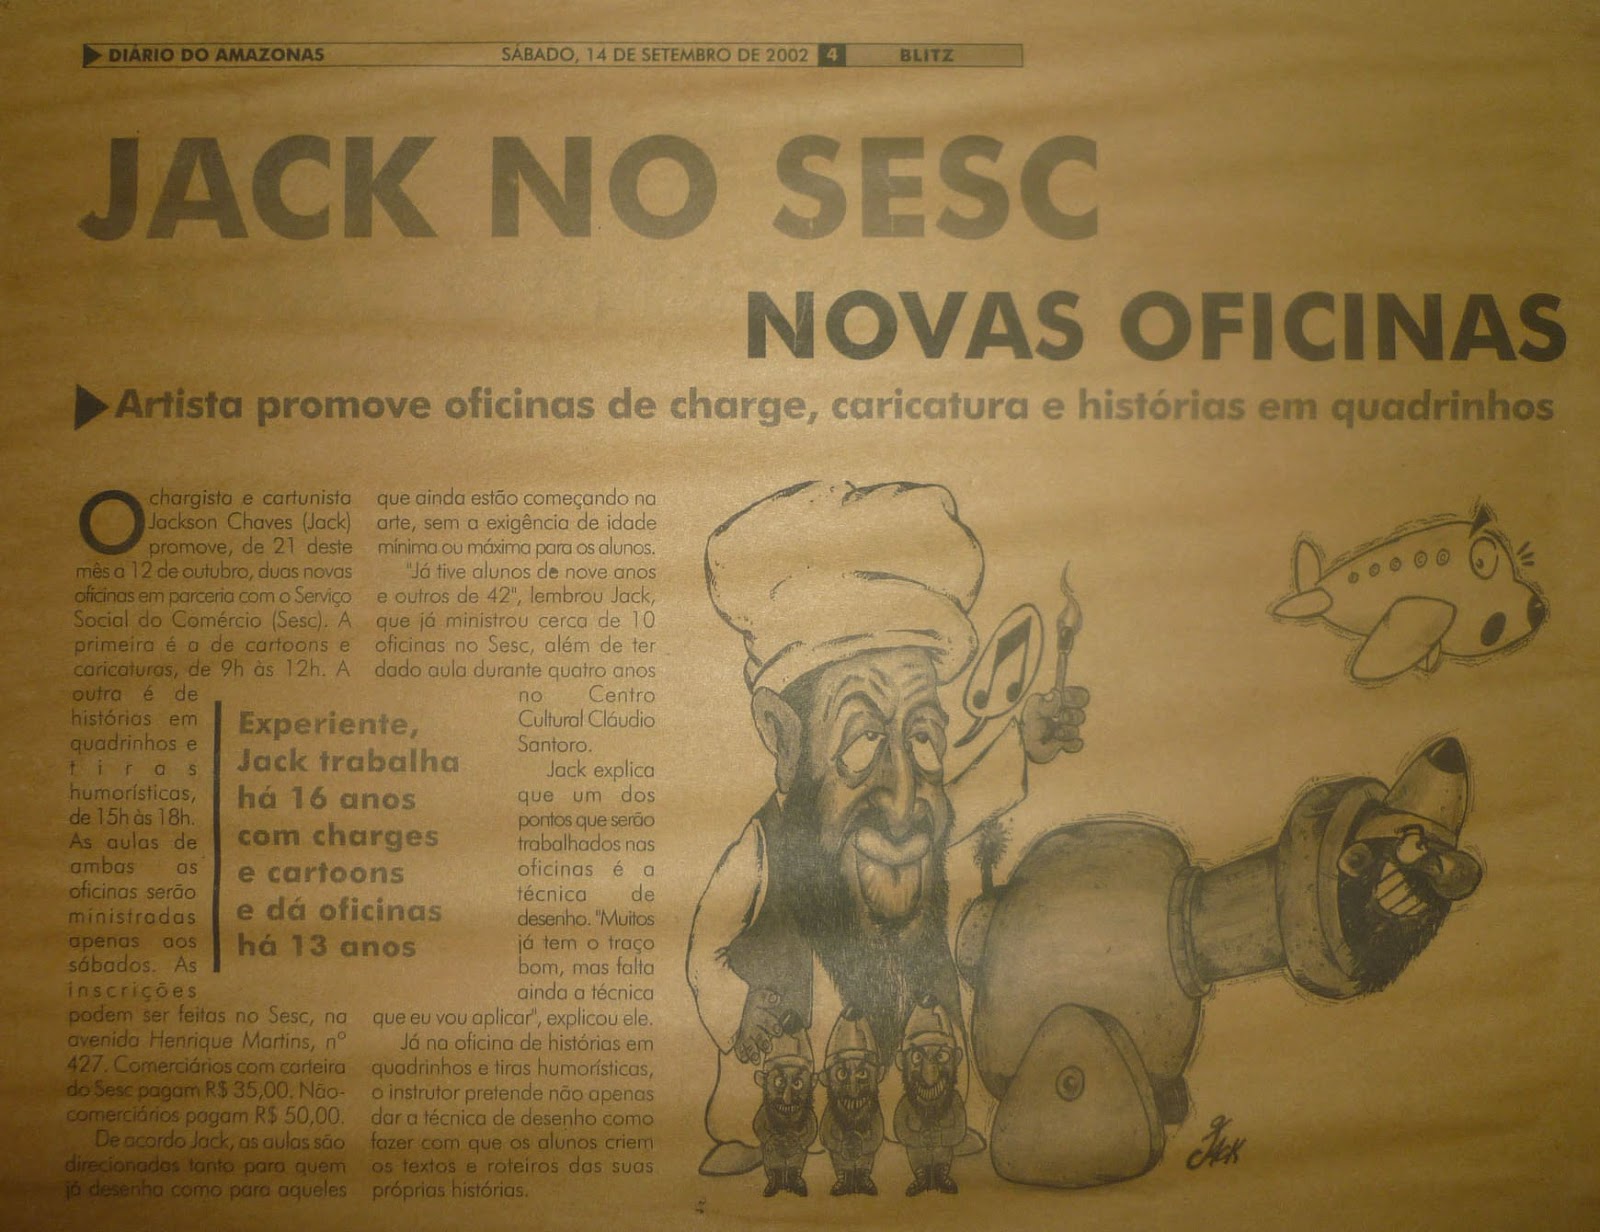 DIÁRIO DO AMAZONAS SÁBADO, 14 DE SETEMBRO DE 2002 4 BLITZ
JACK NO SESC
NOVAS OFICINAS
Artista promove oficinas de charge, caricatura e histórias em quadrinhos
O chargista e cartunista
Jackson Chaves (Jack)
promove, de 21 deste
mês a 12 de outubro, duas novas
oficinas em parceria com o Serviço
Social do Comércio (Sesc). A
primeira é a de cartoons e
caricaturas, de 9h às 12h. A
outra é de
histórias em
quadrinhos e
tiras
humorísticas,
de 15h às 18h.
As aulas de
ambas as
oficinas serão
ministradas
apenas aos
sábados. As
inscrições
podem ser feitas no Sesc, na
avenida Henrique Martins, nº
427. Comerciários com carteira
do Sesc pagam R$ 35,00. Não-
comerciários pagam R$ 50,00.
De acordo Jack, as aulas são
direcionadas tanto para quem
já desenha como para aqueles
que ainda estão começando na
arte, sem a exigência de idade
mínima ou máxima para os alunos.
"Já tive alunos de nove anos
e outros de 42", lembrou Jack,
que já ministrou cerca de 10
oficinas no Sesc, além de ter
dado aula durante quatro anos
no Centro
Cultural Cláudio
Santoro.
Jack explica
que um dos
pontos que serão
trabalhados nas
oficinas é a
técnica de
desenho. "Muitos
já tem o traço
bom, mas falta
ainda a técnica
que eu vou aplicar", explicou ele.
Já na oficina de histórias em
quadrinhos e tiras humorísticas,
o instrutor pretende não apenas
dar a técnica de desenho como
fazer com que os alunos criem
os textos e roteiros das suas
próprias histórias.
Experiente,
Jack trabalha
há 16 anos
com charges
e cartoons
e dá oficinas
há 13 anos
JACK